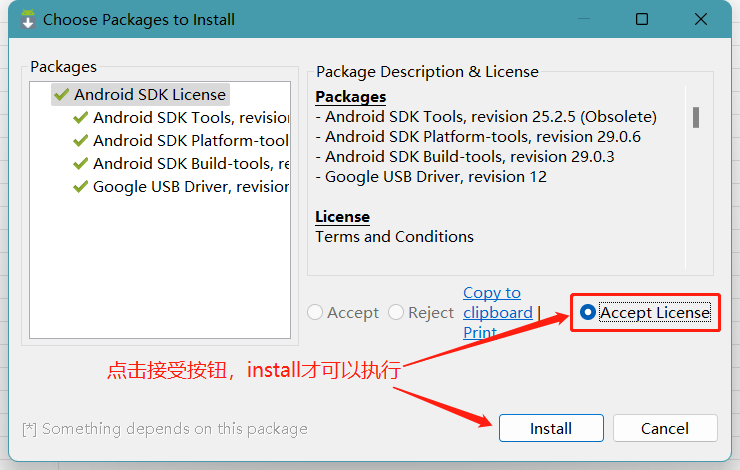 Choose Packages to Install
Packages
Android SDK License
Android SDK Tools, revisio
Android SDK Platform-tool
Android SDK Build-tools, re
Google USB Driver, revision
Package Description & License
Packages
- Android SDK Tools, revision 25.2.5 (Obsolete)
- Android SDK Platform-tools, revision 29.0.6
- Android SDK Build-tools, revision 29.0.3
- Google USB Driver, revision 12
License
Terms and Conditions
Accept Reject Copy to clipboard | Print Accept License
点击接受按钮，install才可以执行
[*] Something depends on this package
Install Cancel